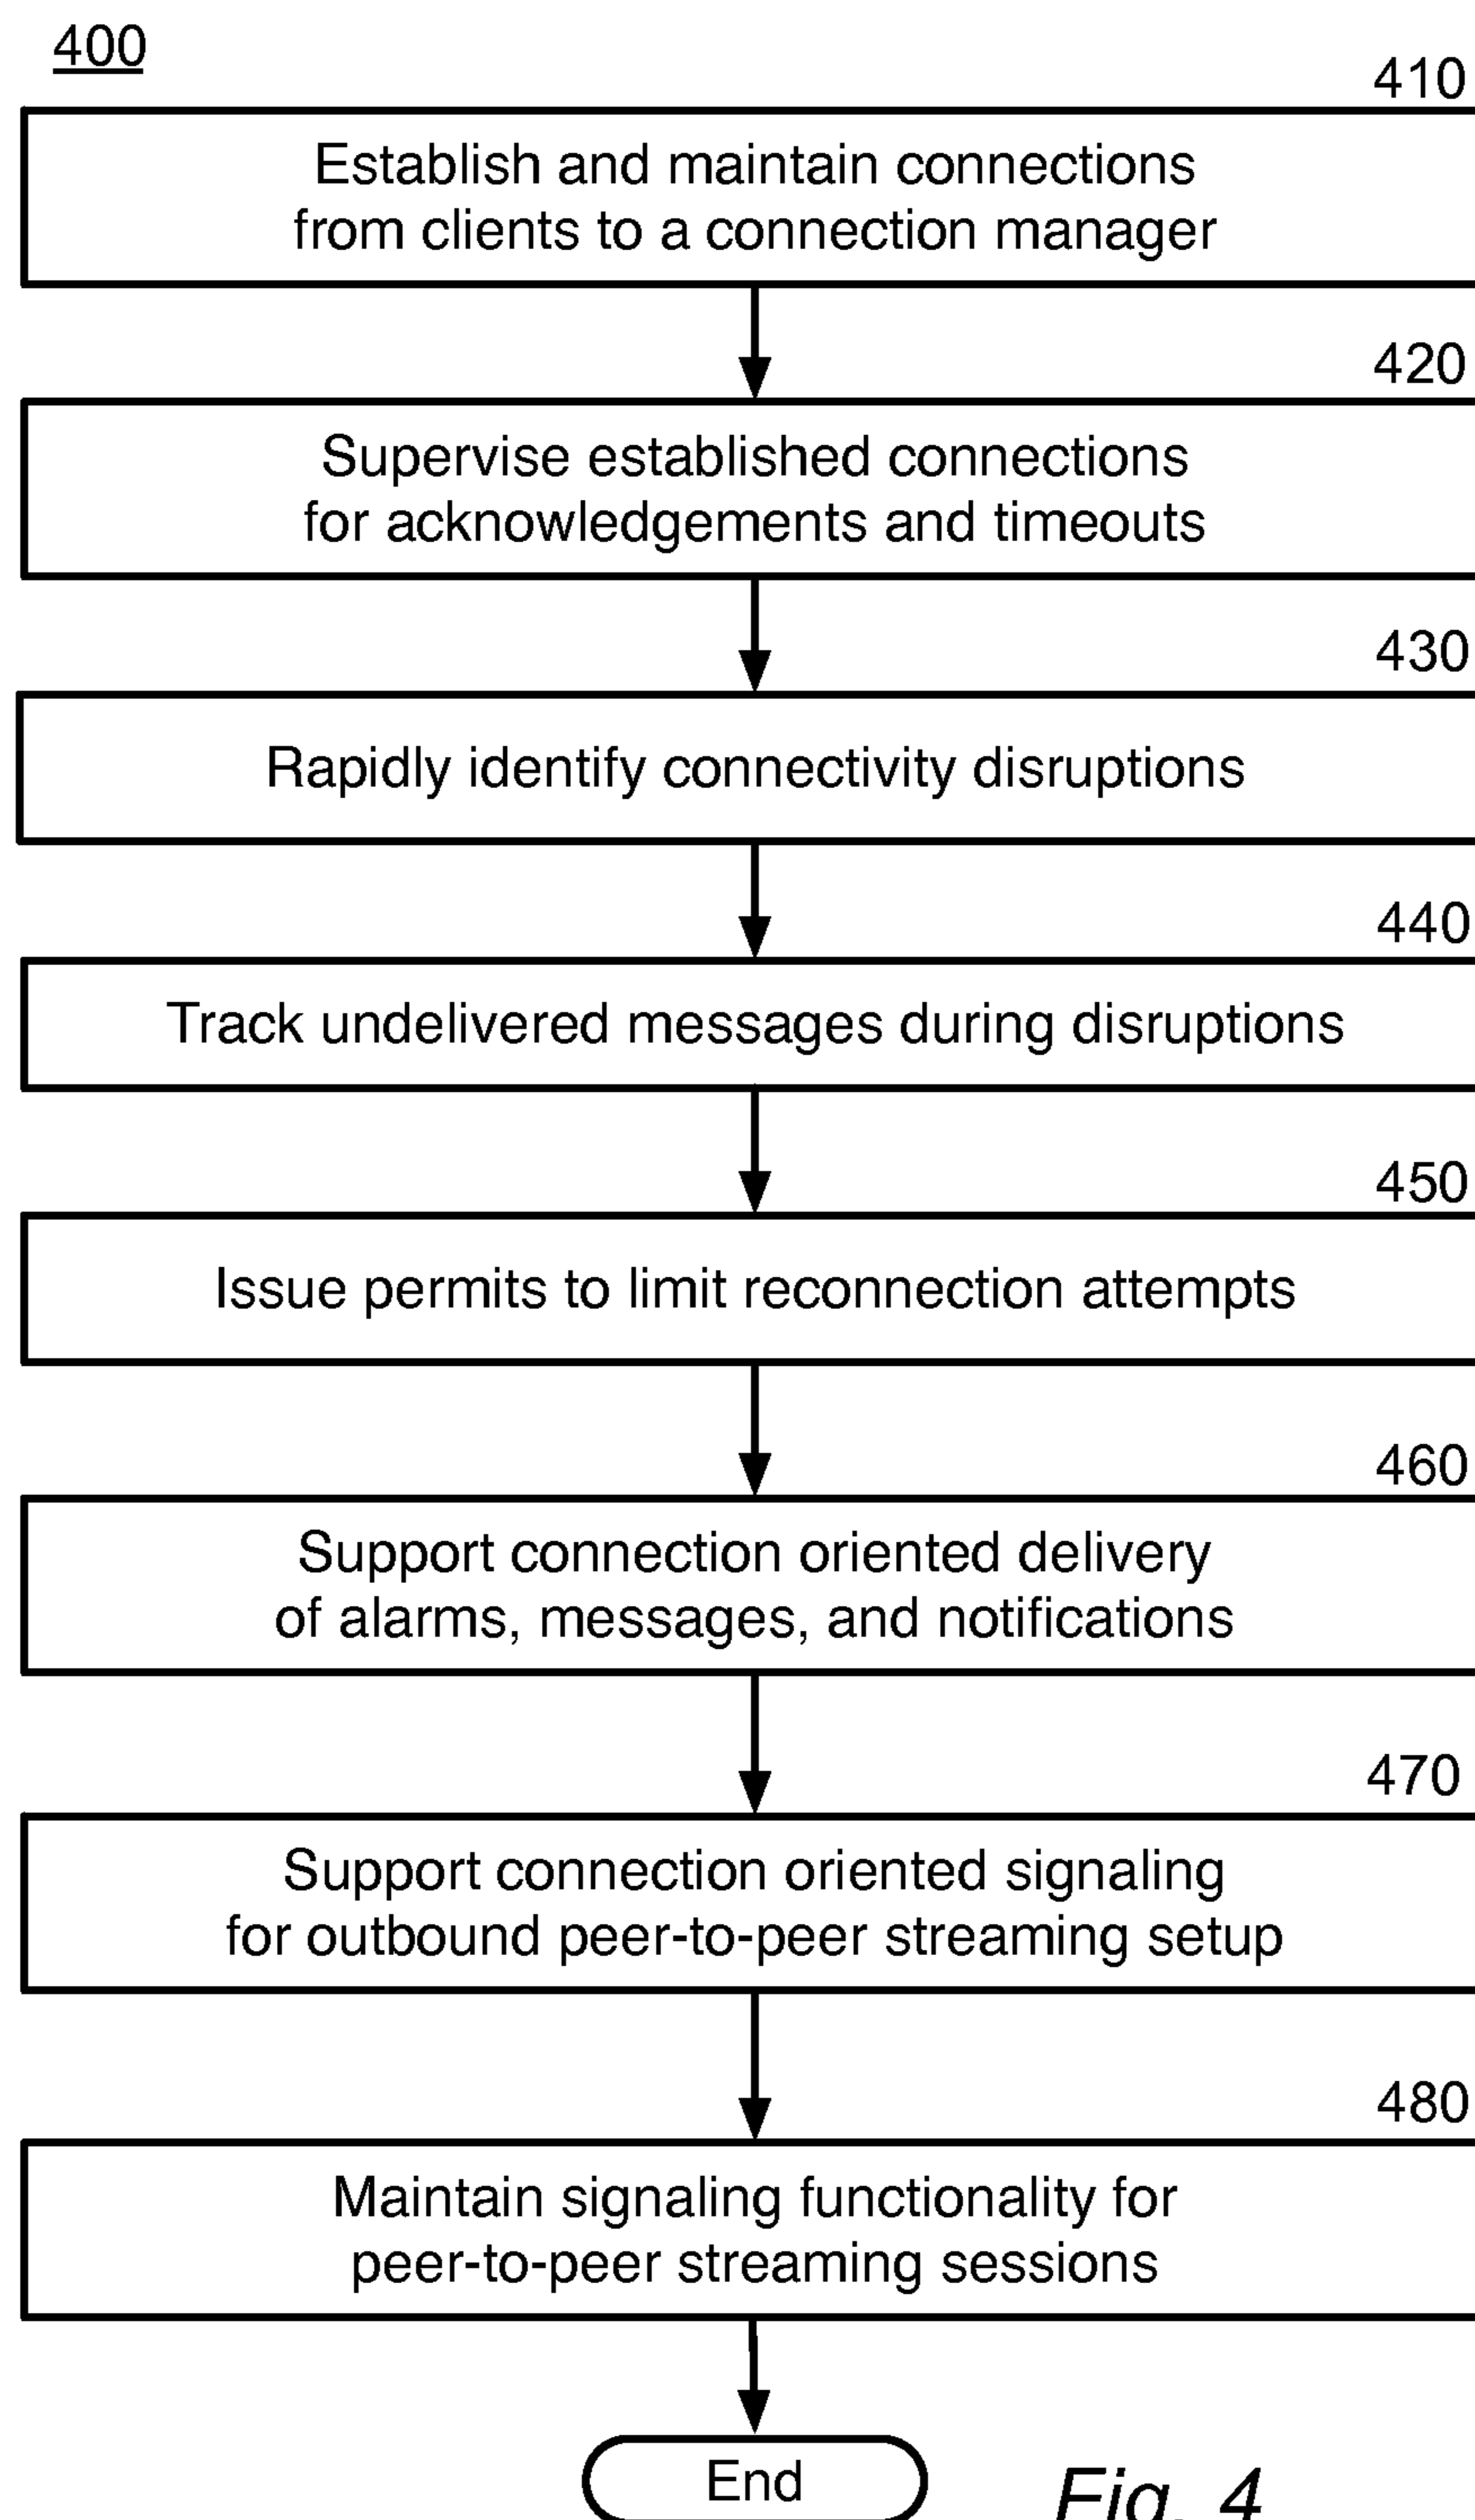 400
410
Establish and maintain connections
from clients to a connection manager
420
Supervise established connections
for acknowledgements and timeouts
430
Rapidly identify connectivity disruptions
440
Track undelivered messages during disruptions
450
Issue permits to limit reconnection attempts
460
Support connection oriented delivery
of alarms, messages, and notifications
470
Support connection oriented signaling
for outbound peer-to-peer streaming setup
480
Maintain signaling functionality for
peer-to-peer streaming sessions
End
Fig. 4